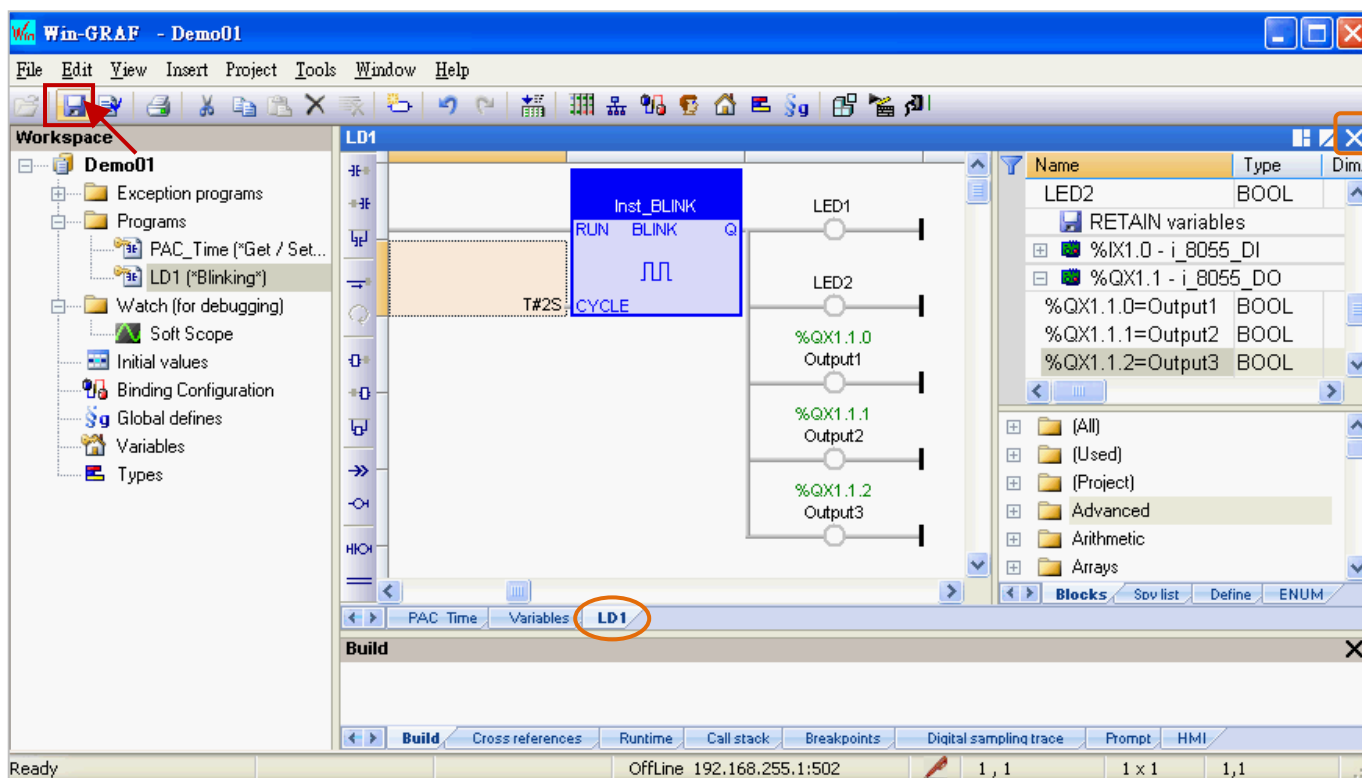 Win-GRAF - Demo01
File Edit View Insert Project Tools Window Help
Workspace
Demo01
Exception programs
Programs
PAC_Time (*Get / Set...
LD1 (*Blinking*)
Watch (for debugging)
Soft Scope
Initial values
Binding Configuration
Global defines
Variables
Types
LD1
Inst_BLINK
RUN BLINK Q
T#2S CYCLE
LED1
LED2
%QX1.1.0
Output1
%QX1.1.1
Output2
%QX1.1.2
Output3
Name Type Dim.
LED2 BOOL
RETAIN variables
%IX1.0 - i_8055_DI
%QX1.1 - i_8055_DO
%QX1.1.0=Output1 BOOL
%QX1.1.1=Output2 BOOL
%QX1.1.2=Output3 BOOL
(All)
(Used)
(Project)
Advanced
Arithmetic
Arrays
Blocks Spy list Define ENUM
PAC_Time Variables LD1
Build
Build Cross references Runtime Call stack Breakpoints Digital sampling trace Prompt HMI
Ready OffLine 192.168.255.1:502 1 , 1 1 x 1 1,1